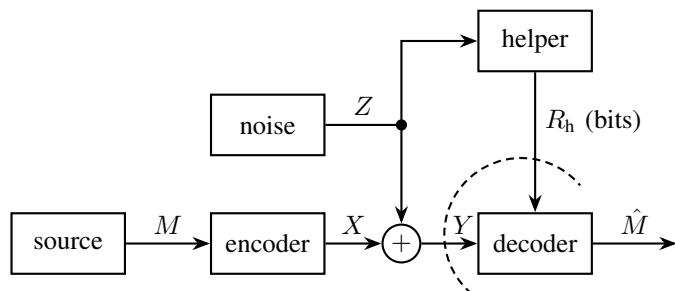 helper
Z
noise
R_h (bits)
source
M
encoder
X
+
Y
decoder
M̂